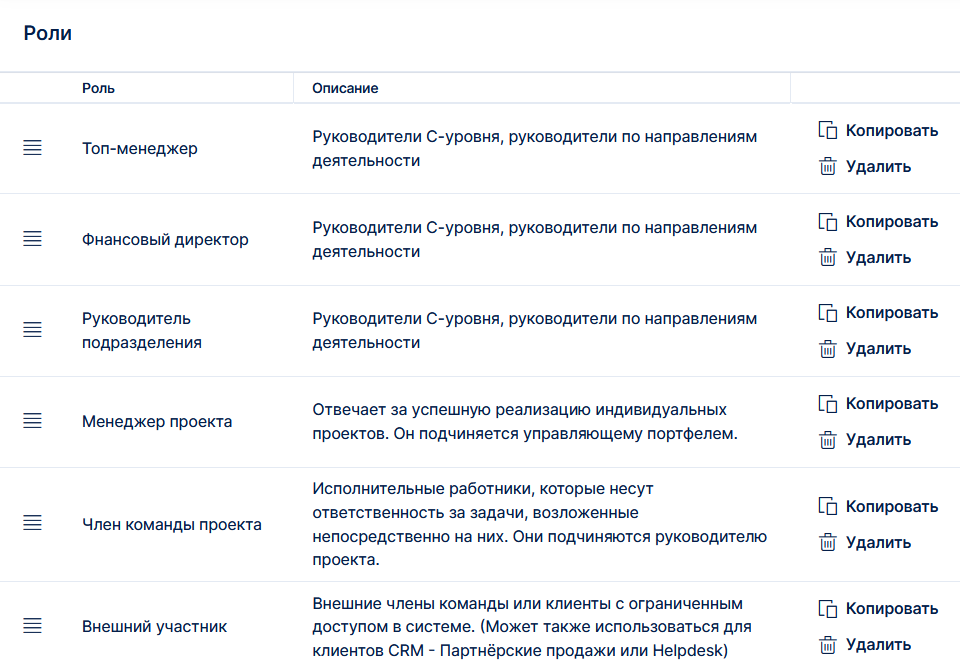 Роли
Роль Описание
Топ-менеджер
Руководители С-уровня, руководители по направлениям
деятельности
Копировать
Удалить
Фнансовый директор
Руководители С-уровня, руководители по направлениям
деятельности
Копировать
Удалить
Руководитель
подразделения
Руководители С-уровня, руководители по направлениям
деятельности
Копировать
Удалить
Менеджер проекта
Отвечает за успешную реализацию индивидуальных
проектов. Он подчиняется управляющему портфелем.
Копировать
Удалить
Член команды проекта
Исполнительные работники, которые несут
ответственность за задачи, возложенные
непосредственно на них. Они подчиняются руководителю
проекта.
Копировать
Удалить
Внешний участник
Внешние члены команды или клиенты с ограниченным
доступом в системе. (Может также использоваться для
клиентов CRM - Партнёрские продажи или Helpdesk)
Копировать
Удалить